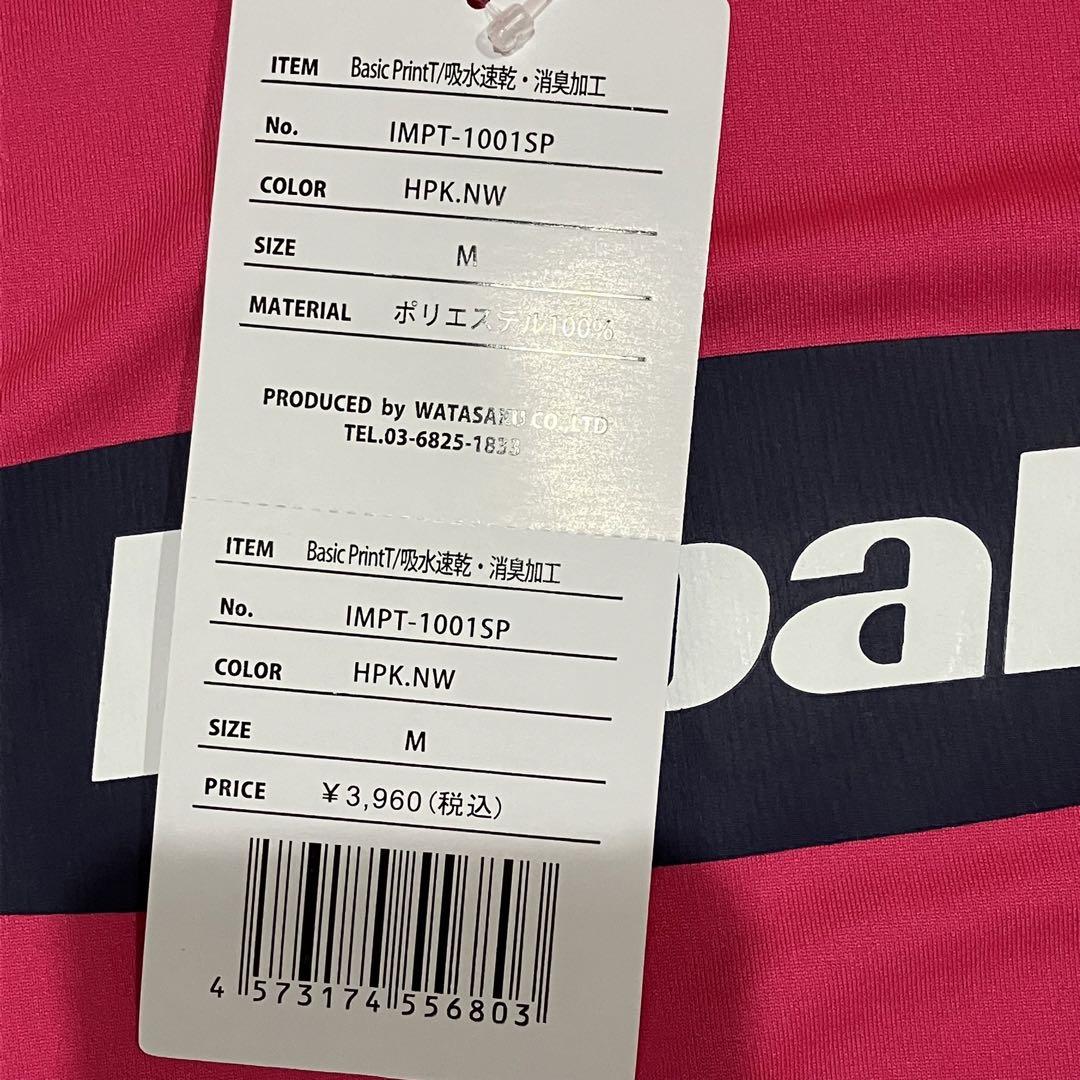 ITEM Basic PrintT/吸水速乾・消臭加工
No. IMPT-1001SP
COLOR HPK.NW
SIZE M
MATERIAL ポリエステル100%
PRODUCED by WATASAKU CO.,LTD
TEL.03-6825-1833
ITEM Basic PrintT/吸水速乾・消臭加工
No. IMPT-1001SP
COLOR HPK.NW
SIZE M
PRICE ¥3,960(税込)
4 573174 556803